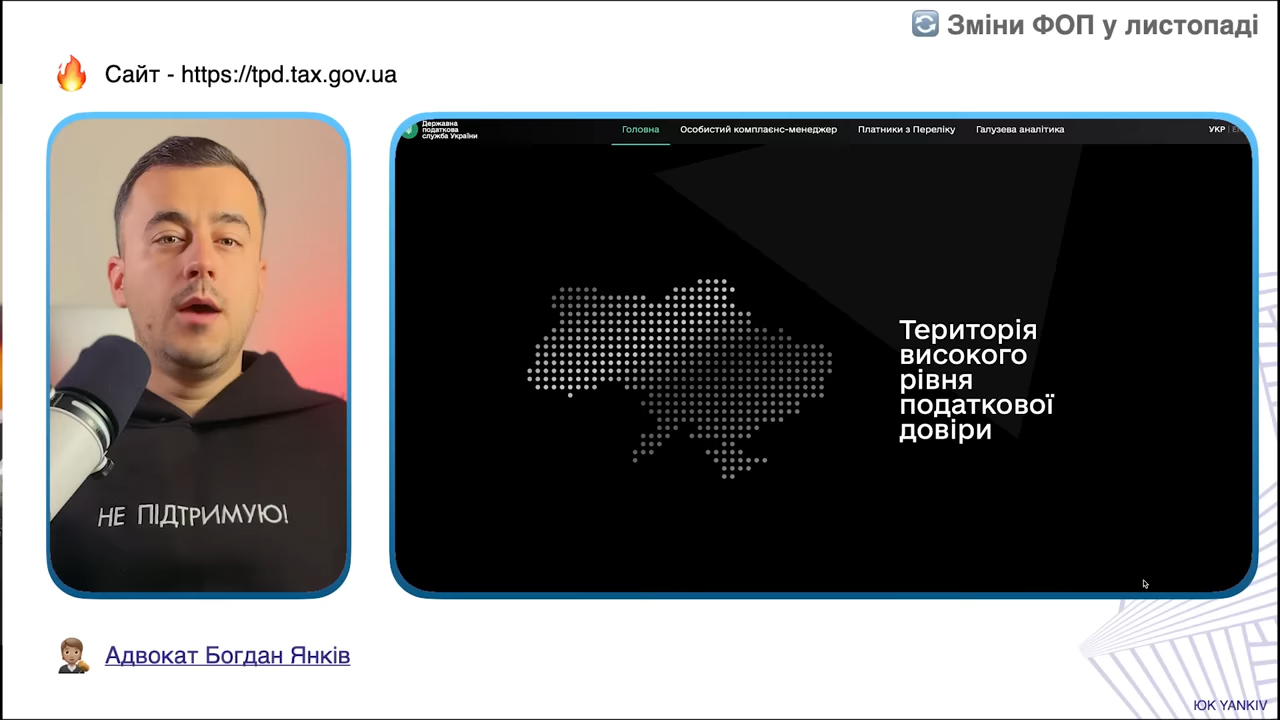 Зміни ФОП у листопаді
Сайт - https://tpd.tax.gov.ua
Державна
податкова
служба України
Головна
Особистий комплаєнс-менеджер
Платники з Переліку
Галузева аналітика
УКР
Територія
високого
рівня
податкової
довіри
НЕ ПІДТРИМУЮ!
Адвокат Богдан Янків
ЮК YANKIV